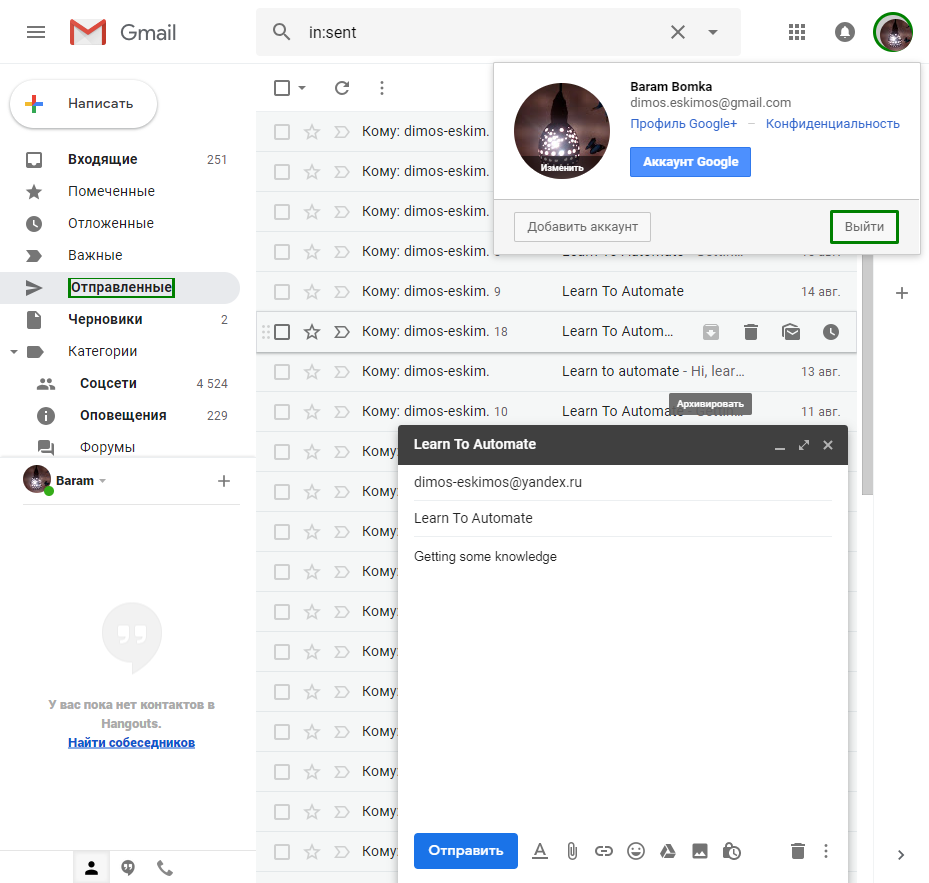 Gmail
in:sent
Написать
Входящие 251
Помеченные
Отложенные
Важные
Отправленные
Черновики 2
Категории
Соцсети 4 524
Оповещения 229
Форумы
Baram
У вас пока нет контактов в
Hangouts.
Найти собеседников
Baram Bomka
dimos.eskimos@gmail.com
Профиль Google+ – Конфиденциальность
Изменить
Аккаунт Google
Добавить аккаунт
Выйти
Кому: dimos-eskim.
Кому: dimos-eskim.
Кому: dimos-eskim.
Кому: dimos-eskim.
Кому: dimos-eskim. 9 Learn To Automate 14 авг.
Кому: dimos-eskim. 18 Learn To Autom...
Кому: dimos-eskim. Learn to automate - Hi, lear... 13 авг.
Архивировать
Кому: dimos-eskim. 10 Learn To Automate 11 авг.
Кому:
Кому:
Кому:
Кому:
Кому:
Кому:
Кому:
Кому:
Кому:
Кому:
Кому:
Learn To Automate
dimos-eskimos@yandex.ru
Learn To Automate
Getting some knowledge
Отправить